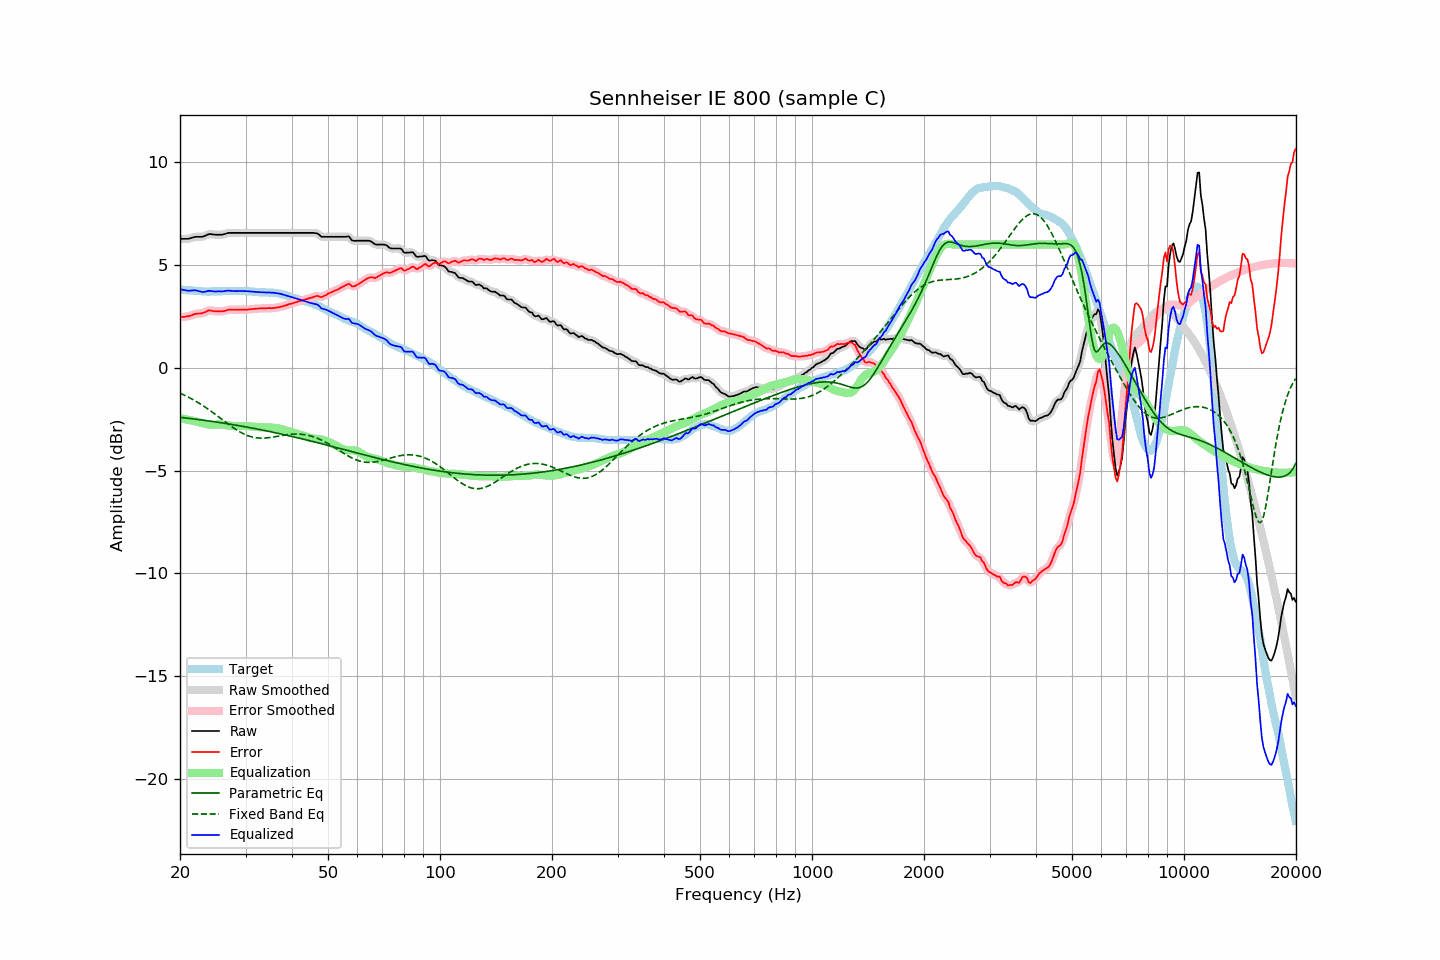 Sennheiser IE 800 (sample C)
Amplitude (dBr)
10
5
0
−5
−10
−15
−20
Target
Raw Smoothed
Error Smoothed
Raw
Error
Equalization
Parametric Eq
Fixed Band Eq
Equalized
20
50
100
200
500
1000
2000
5000
10000
20000
Frequency (Hz)